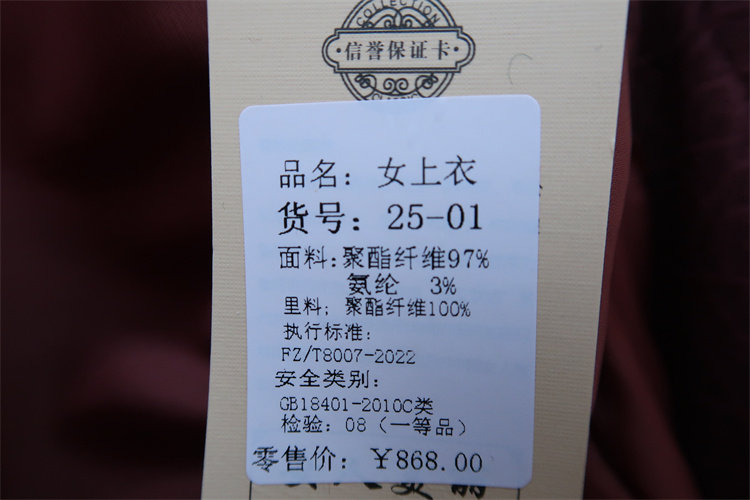 COLLECTION
·信誉保证卡·
品名：女上衣
货号：25-01
面料：聚酯纤维97%
氨纶 3%
里料；聚酯纤维100%
执行标准：
FZ/T8007-2022
安全类别：
GB18401-2010C类
检验：08（一等品）
零售价：￥868.00